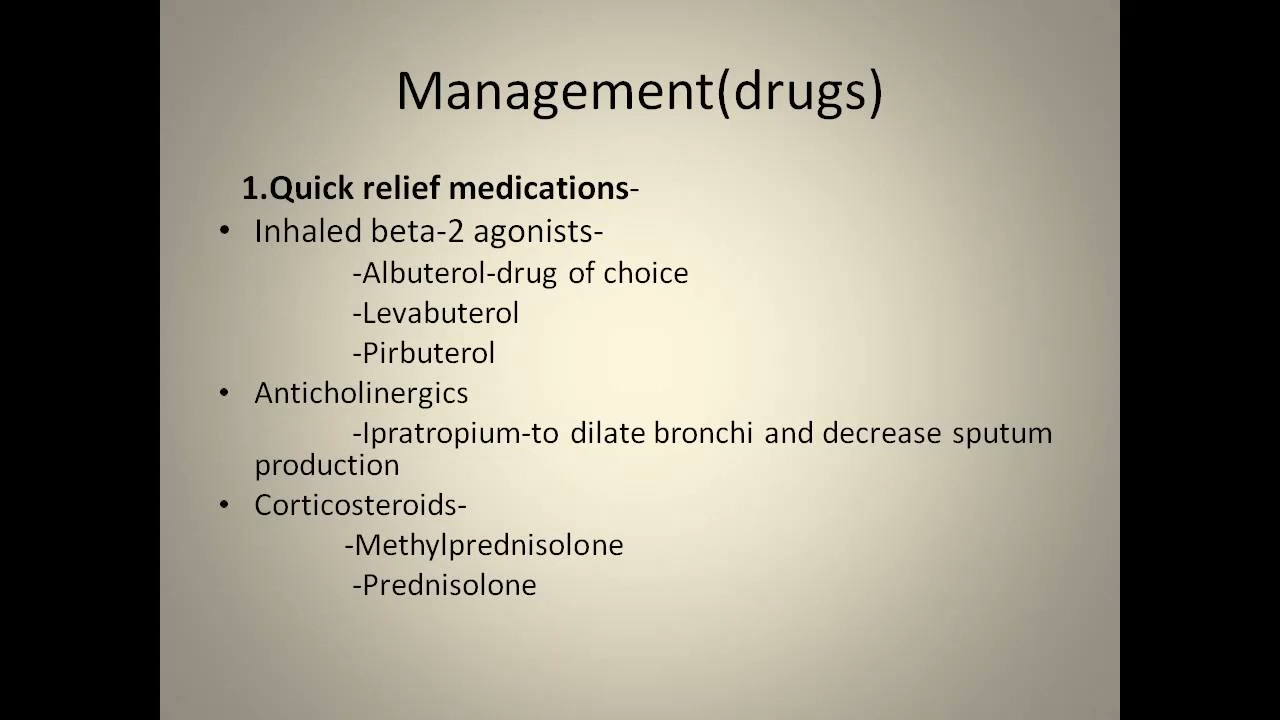 Management(drugs)
1.Quick relief medications-
• Inhaled beta-2 agonists-
-Albuterol-drug of choice
-Levabuterol
-Pirbuterol
• Anticholinergics
-Ipratropium-to dilate bronchi and decrease sputum
production
• Corticosteroids-
-Methylprednisolone
-Prednisolone